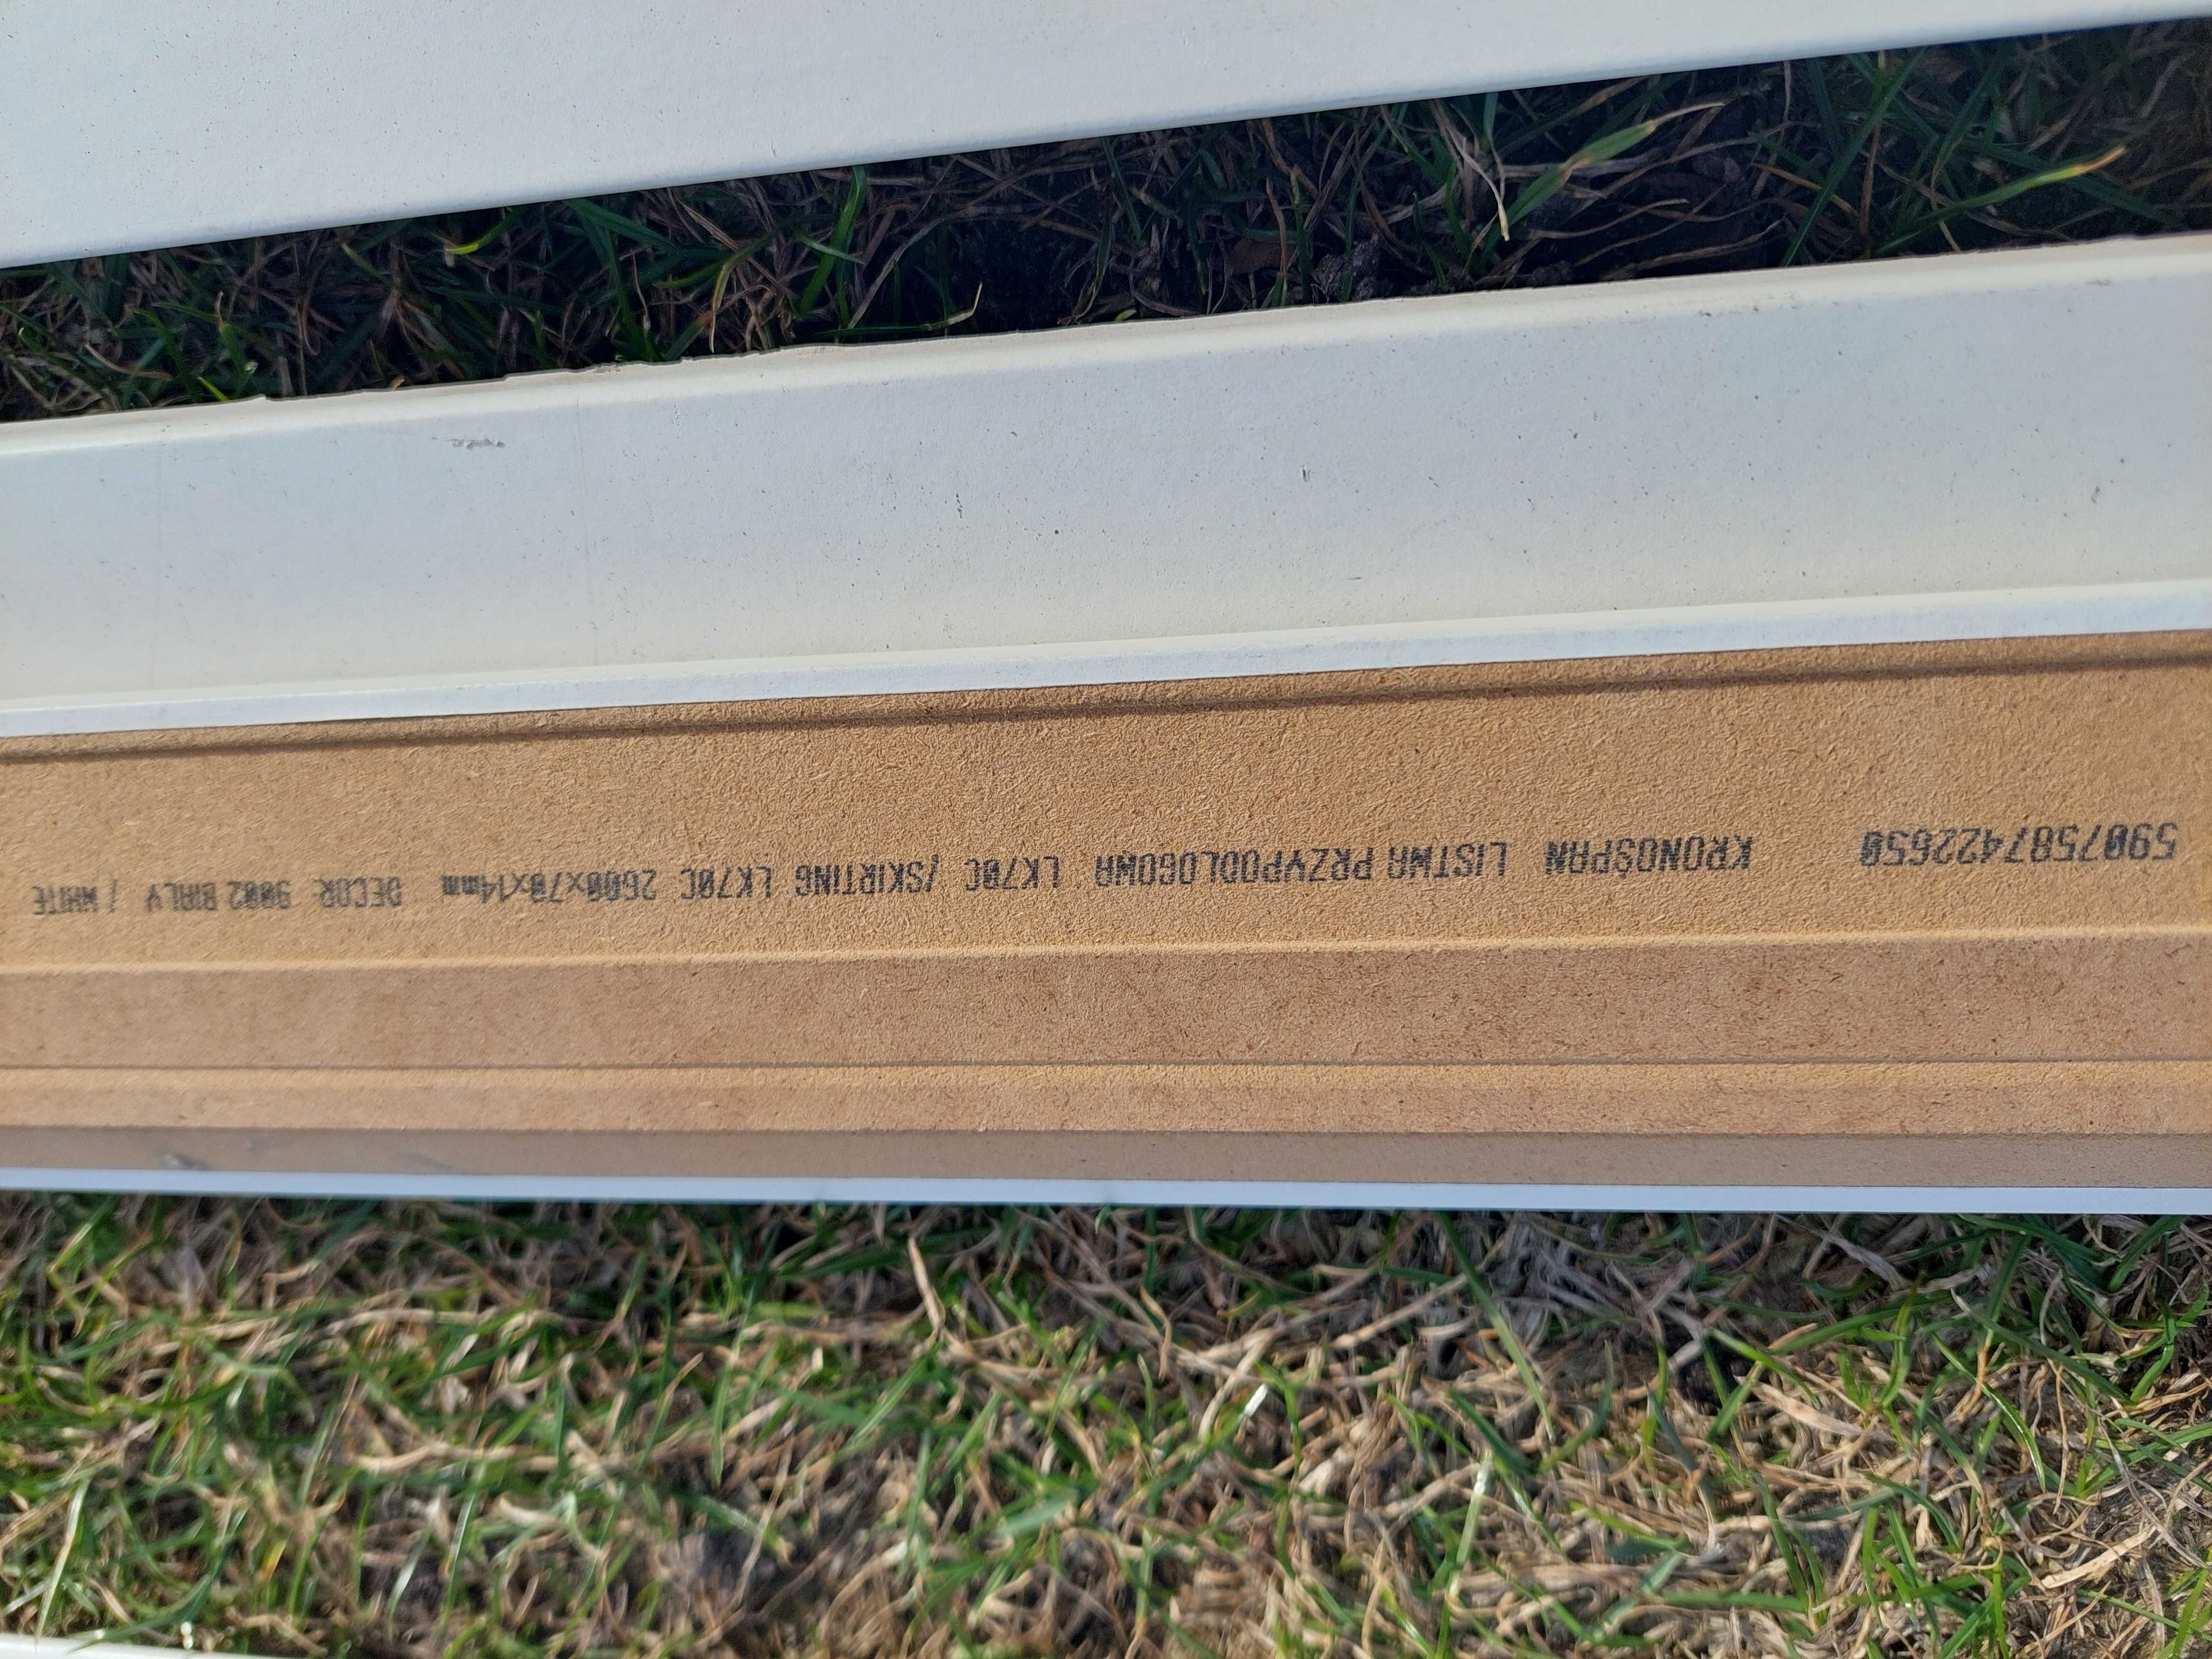 5907587422650 KRONOSPAN LISTWA PRZYPODLOGOWA LK70C /SKIRTING LK70C 2600x70x14mm DECOR 9002 BIALY / WHITE